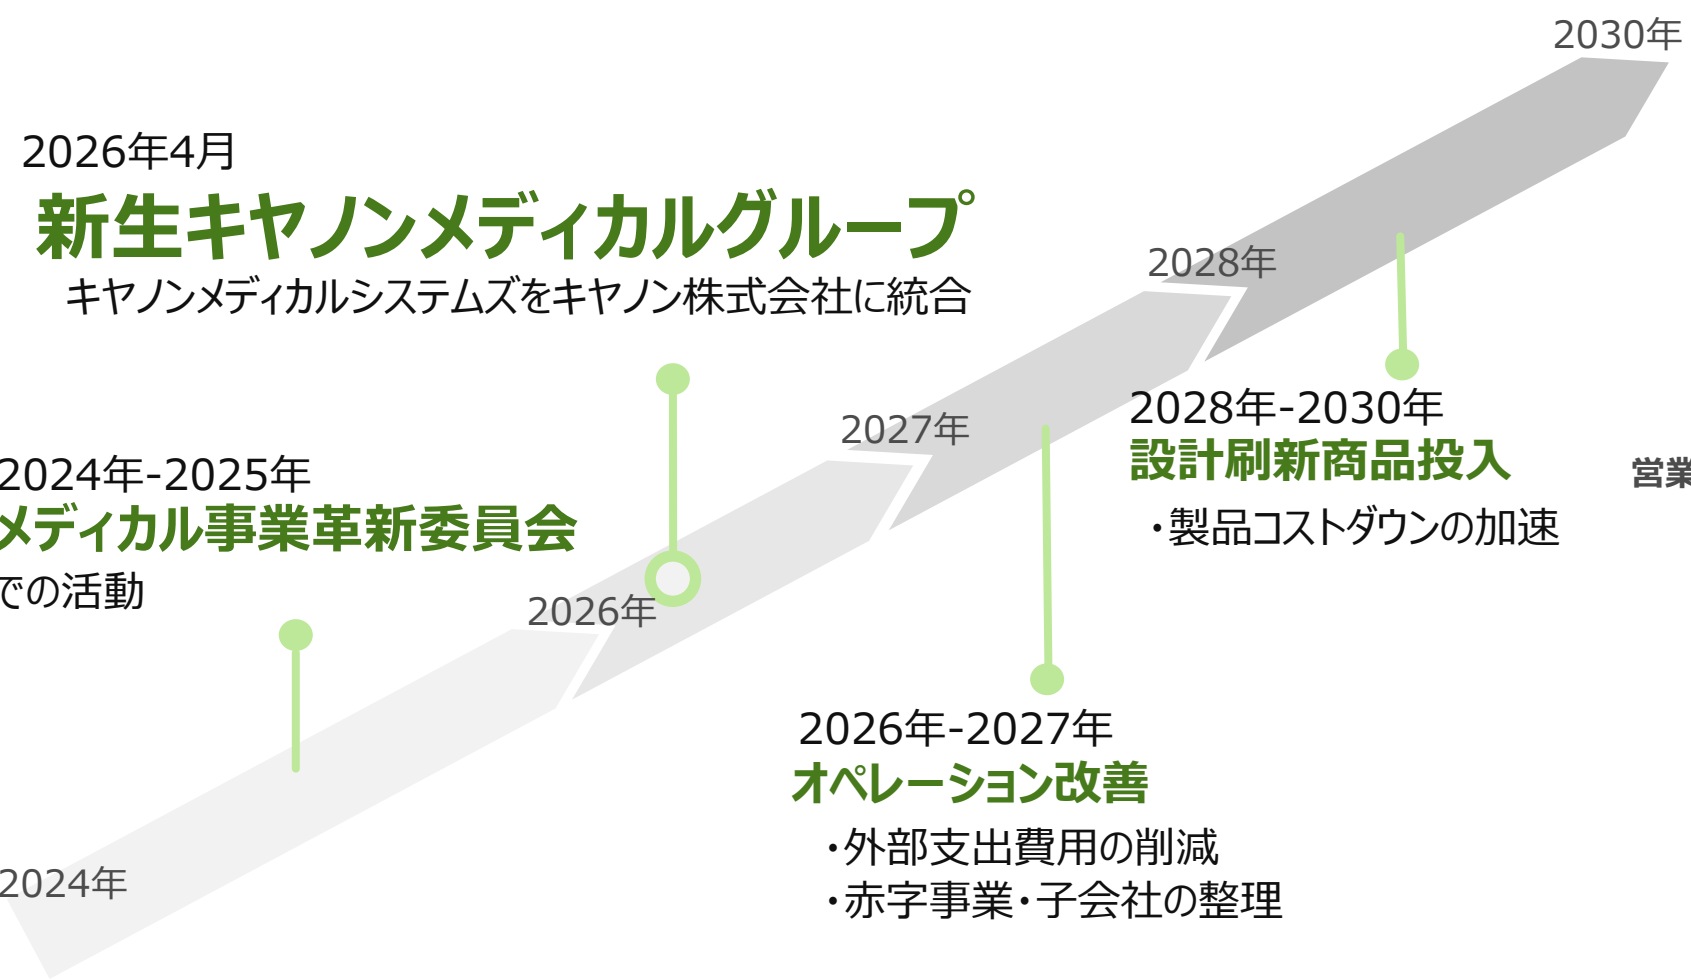 2030年
2026年4月
新生キヤノンメディカルグループ
キヤノンメディカルシステムズをキヤノン株式会社に統合
2028年
2027年
2028年-2030年
設計刷新商品投入
・製品コストダウンの加速
営業
2024年-2025年
メディカル事業革新委員会
での活動
2026年
2026年-2027年
オペレーション改善
・外部支出費用の削減
・赤字事業・子会社の整理
2024年